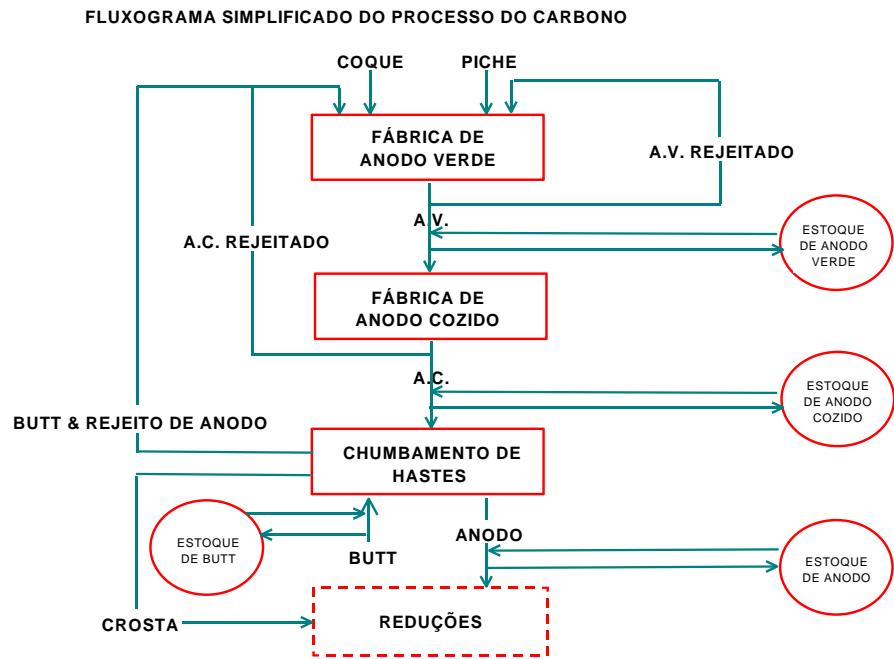 FLUXOGRAMA SIMPLIFICADO DO PROCESSO DO CARBONO
COQUE
PICHE
FÁBRICA DE
ANODO VERDE
A.V. REJEITADO
A.V.
ESTOQUE
DE ANODO
VERDE
A.C. REJEITADO
FÁBRICA DE
ANODO COZIDO
A.C.
ESTOQUE
DE ANODO
COZIDO
BUTT & REJEITO DE ANODO
CHUMBAMENTO DE
HASTES
ESTOQUE
DE BUTT
BUTT
ANODO
ESTOQUE
DE ANODO
CROSTA
REDUÇÕES